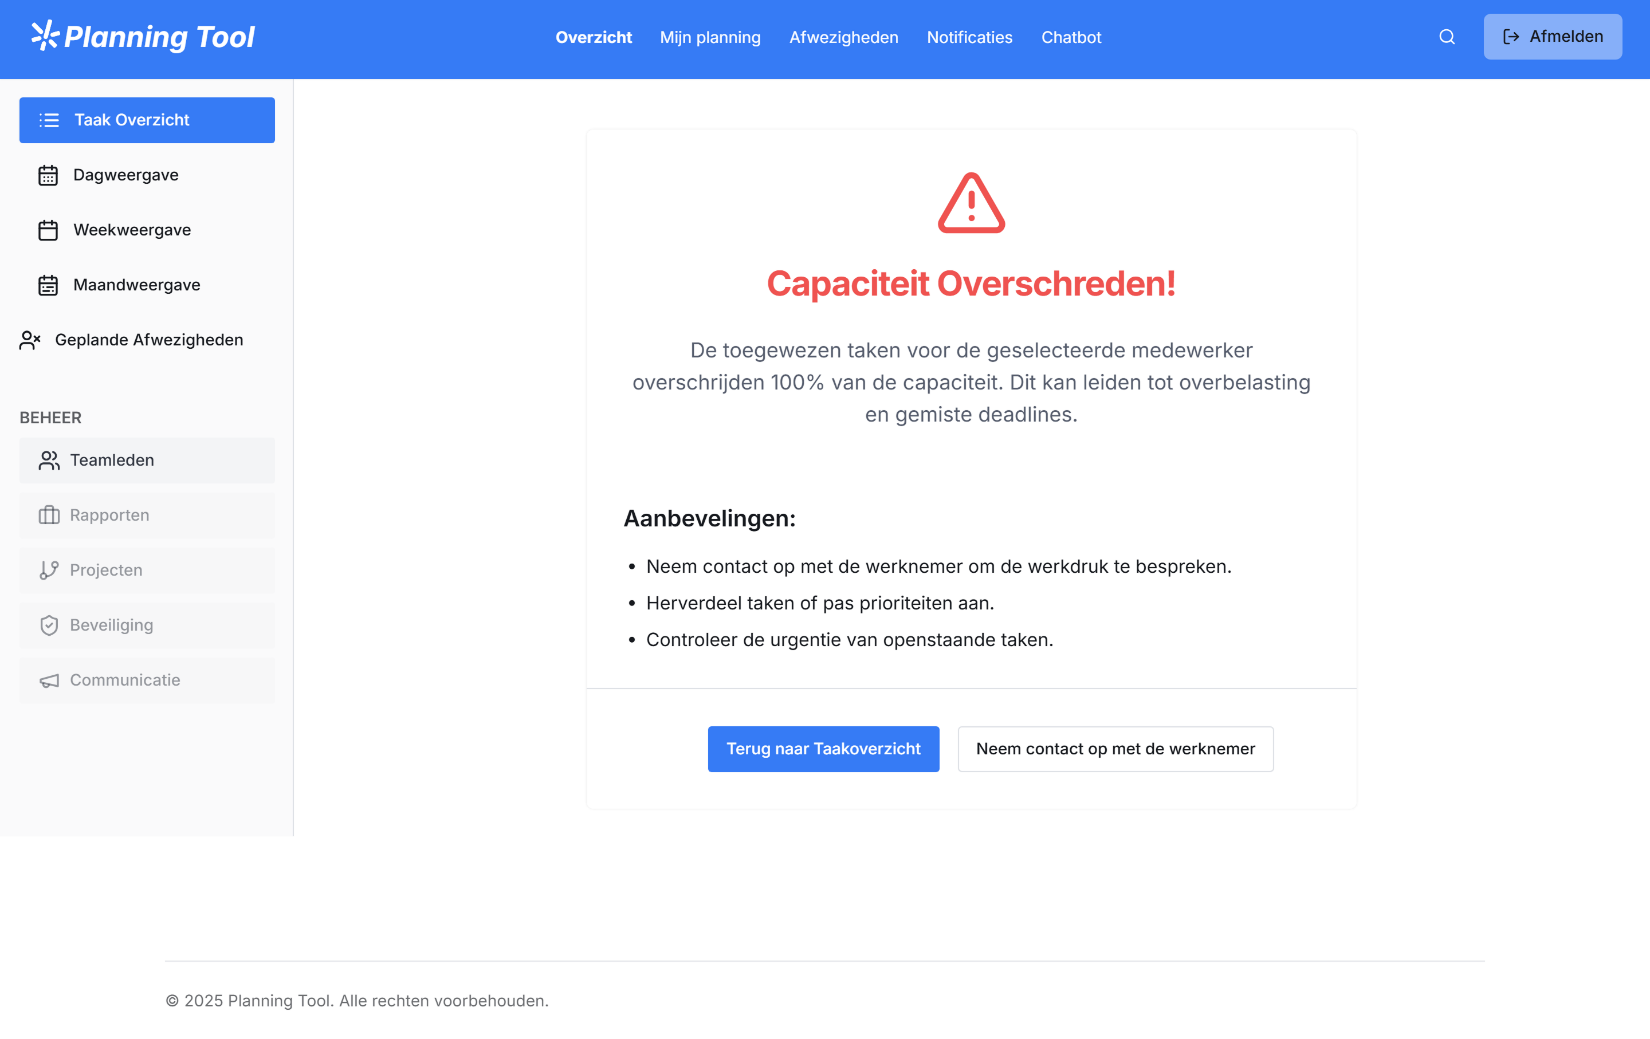 Planning Tool
Overzicht
Mijn planning
Afwezigheden
Notificaties
Chatbot
Afmelden
Taak Overzicht
Dagweergave
Weekweergave
Maandweergave
Geplande Afwezigheden
BEHEER
Teamleden
Rapporten
Projecten
Beveiliging
Communicatie
Capaciteit Overschreden!
De toegewezen taken voor de geselecteerde medewerker
overschrijden 100% van de capaciteit. Dit kan leiden tot overbelasting
en gemiste deadlines.
Aanbevelingen:
• Neem contact op met de werknemer om de werkdruk te bespreken.
• Herverdeel taken of pas prioriteiten aan.
• Controleer de urgentie van openstaande taken.
Terug naar Taakoverzicht
Neem contact op met de werknemer
© 2025 Planning Tool. Alle rechten voorbehouden.